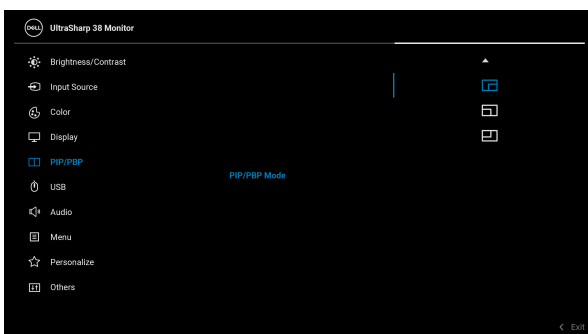 DELL UltraSharp 38 Monitor
Brightness/Contrast
Input Source
Color
Display
PIP/PBP
PIP/PBP Mode
USB
Audio
Menu
Personalize
Others
Exit